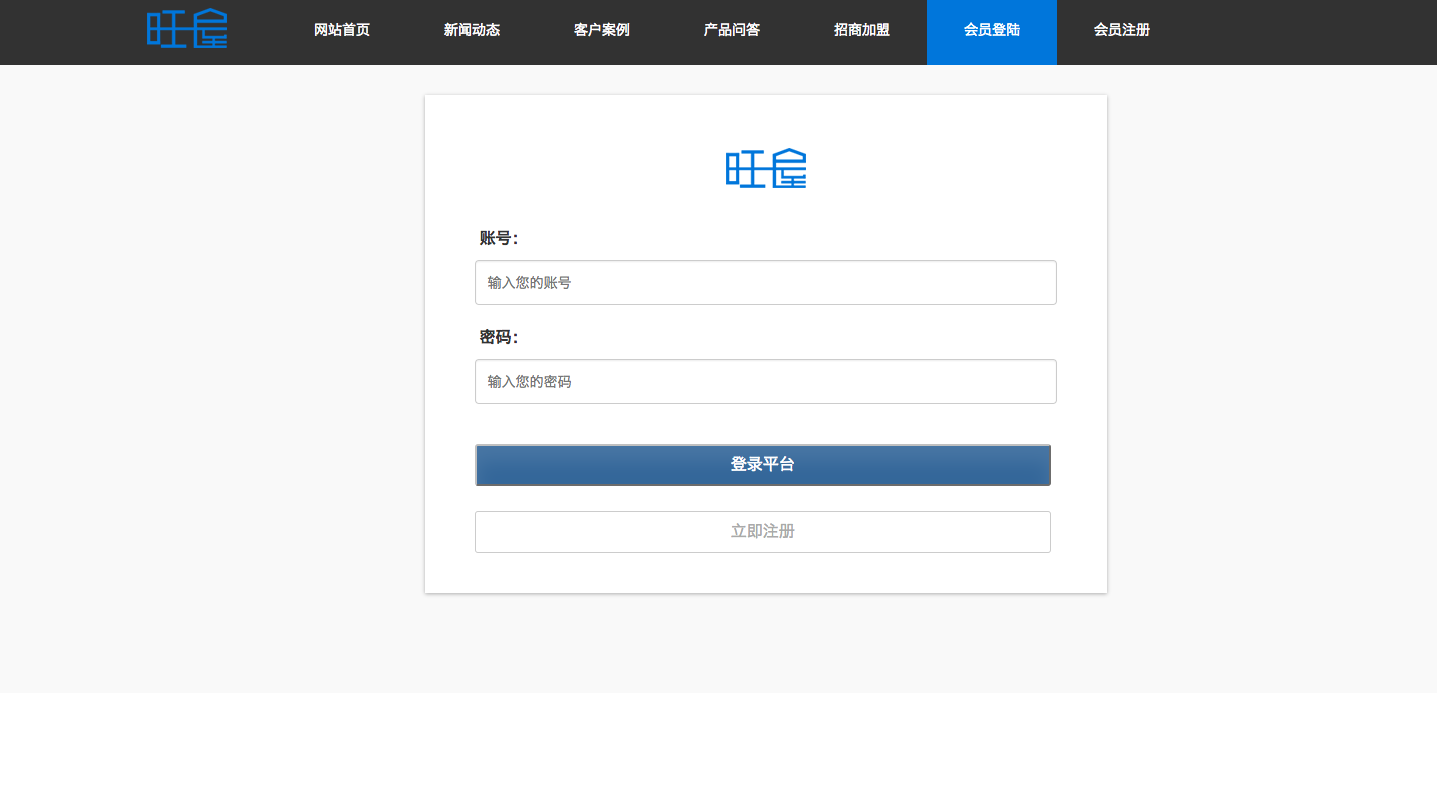 旺屋
网站首页
新闻动态
客户案例
产品问答
招商加盟
会员登陆
会员注册
旺屋
账号：
输入您的账号
密码：
输入您的密码
登录平台
立即注册